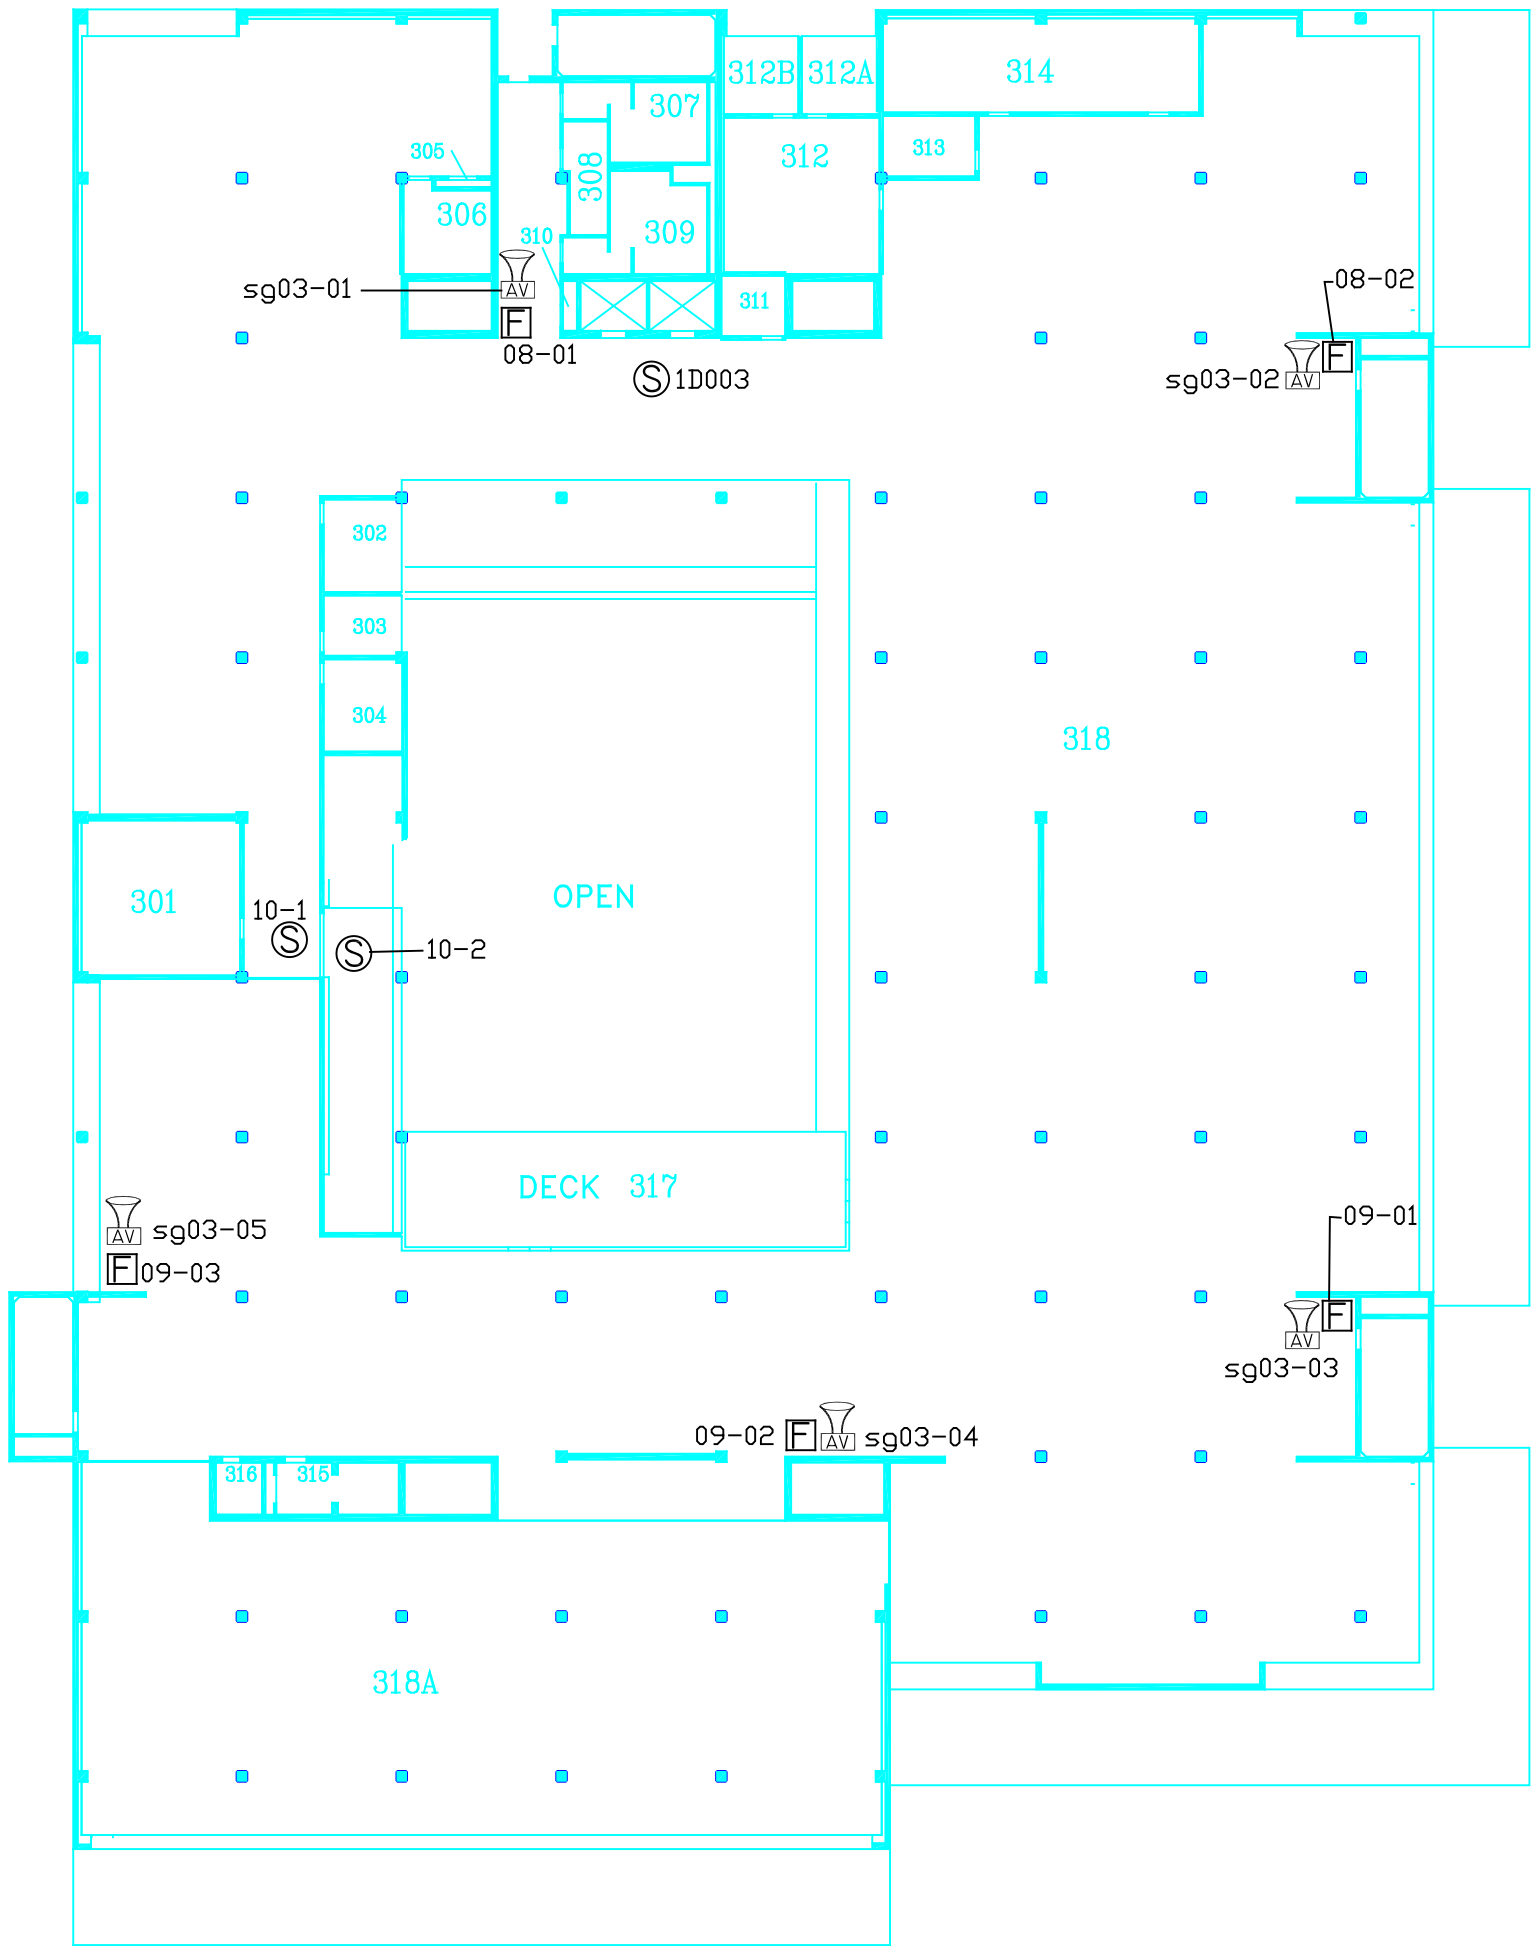 307
312B
312A
314
305
308
312
313
306
309
310
sg03-01
AV
F
08-01
311
08-02
F
S
1D003
sg03-02
AV
302
303
304
318
301
OPEN
10-1
S
S
10-2
DECK 317
AV
sg03-05
F
09-03
09-01
F
AV
sg03-03
09-02
F
AV
sg03-04
316
315
318A